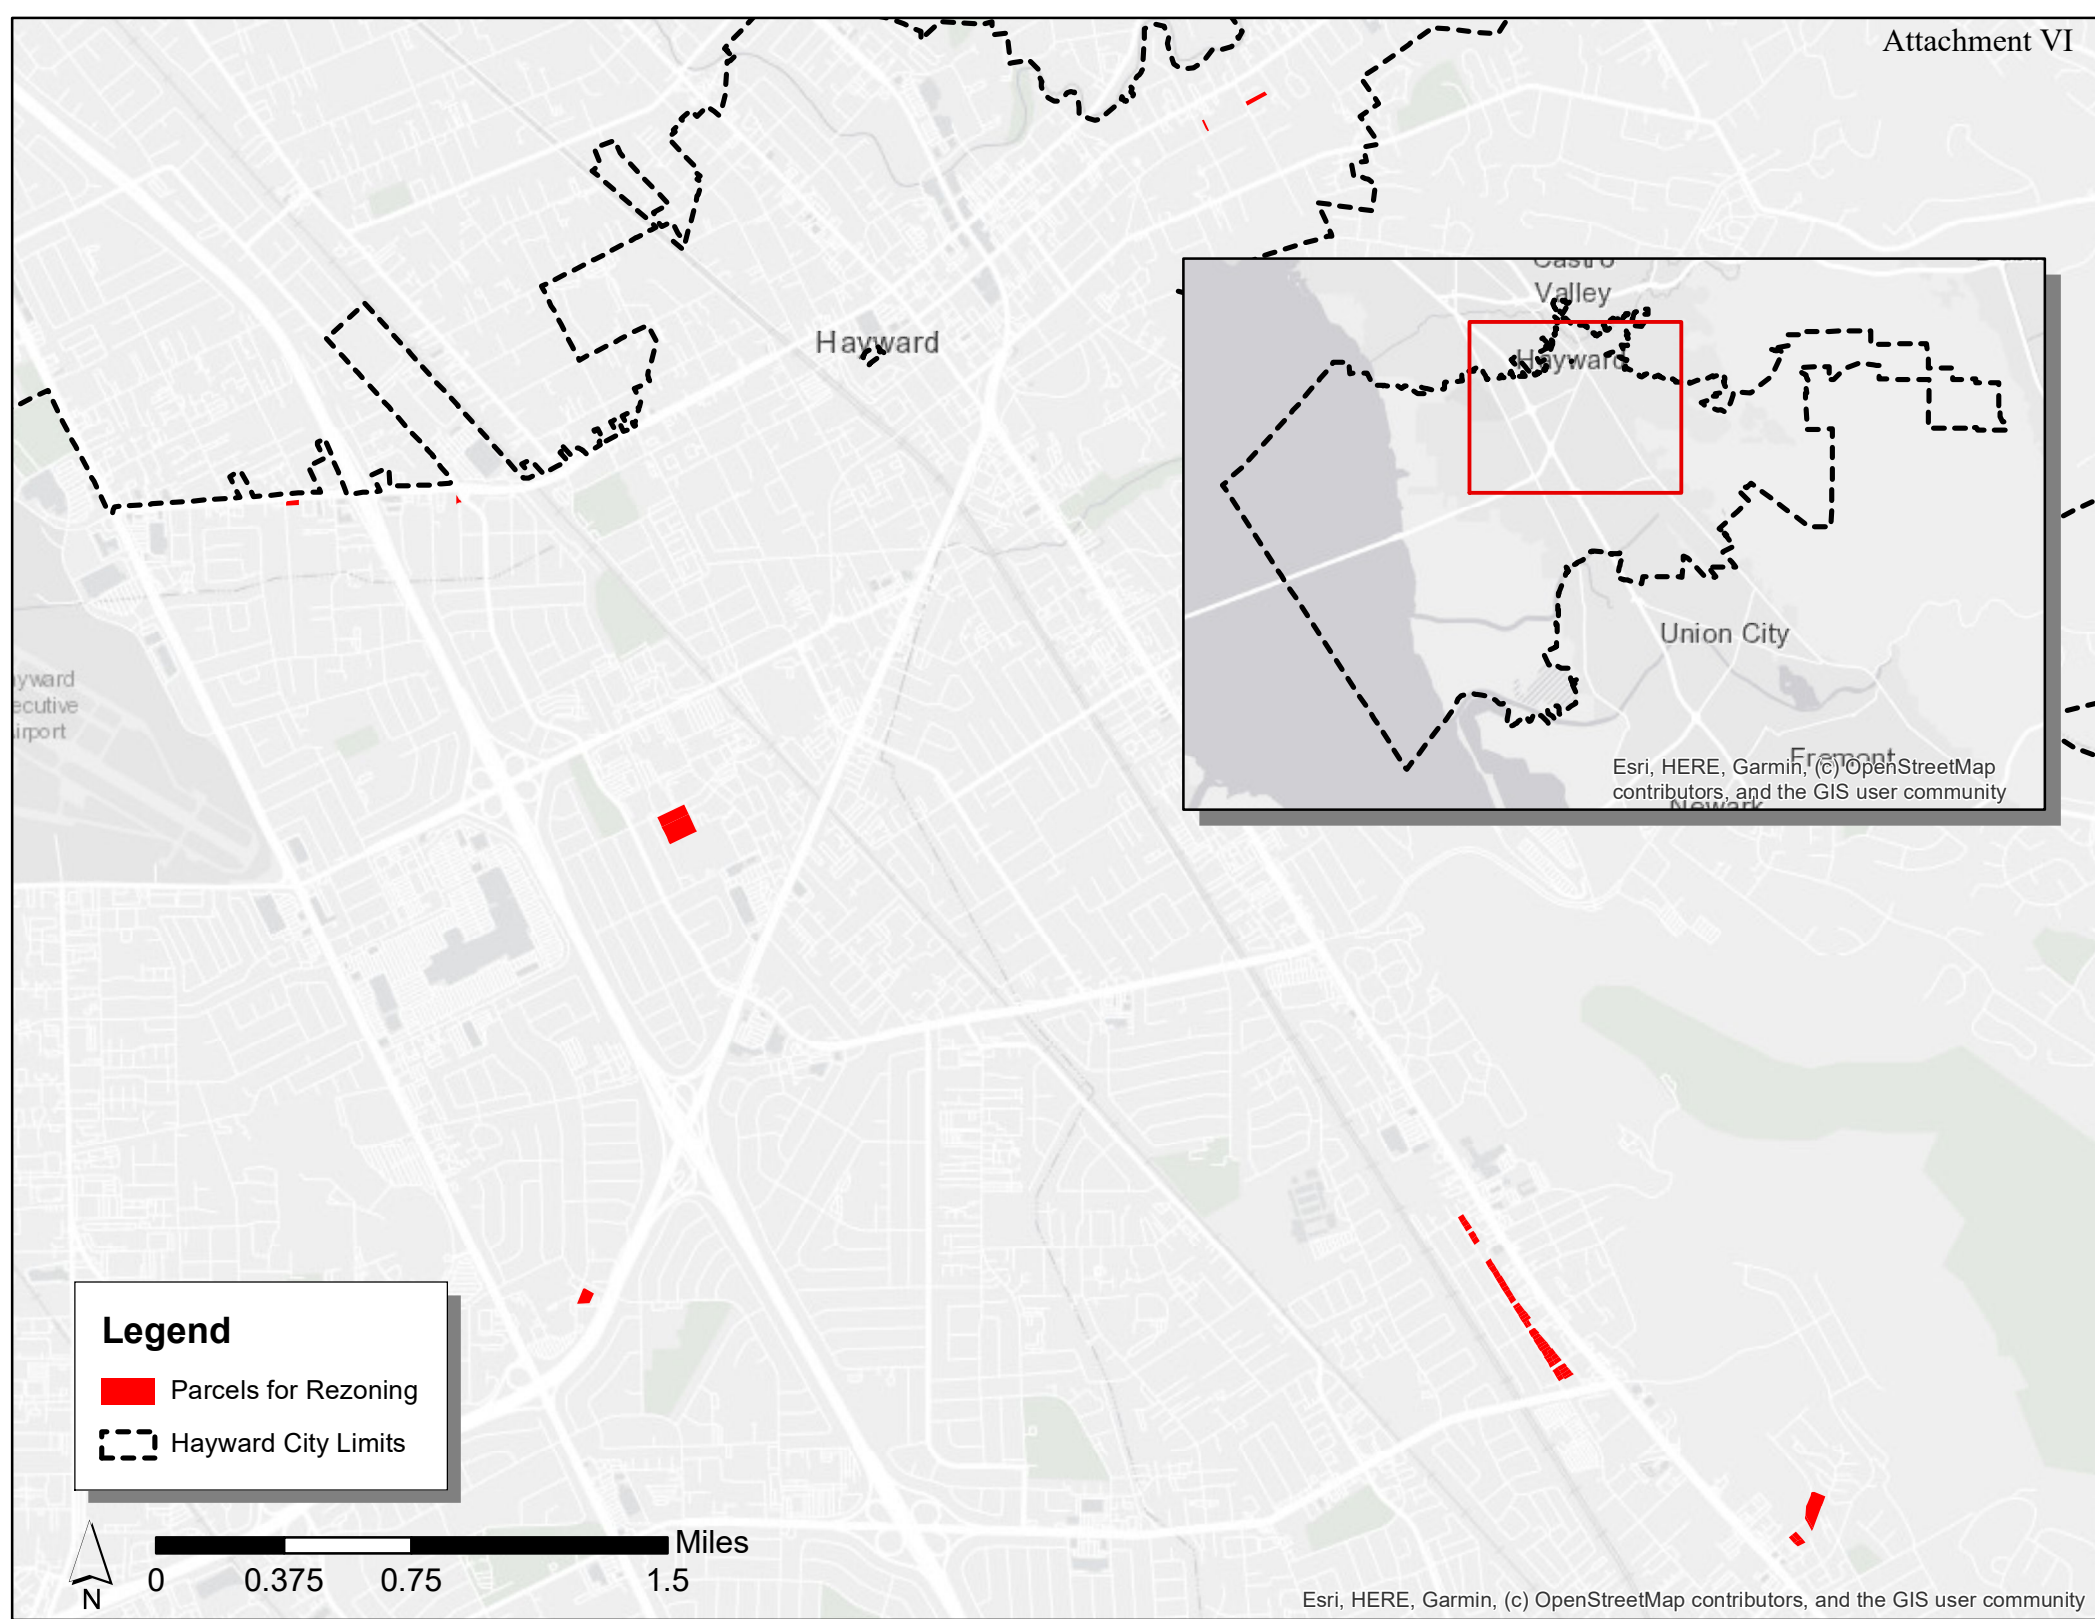 Attachment VI
Hayward
Castro
Valley
Hayward
Union City
Fremont
Newark
Esri, HERE, Garmin, (c) OpenStreetMap
contributors, and the GIS user community
yward
ecutive
irport
Legend
Parcels for Rezoning
Hayward City Limits
Miles
0 0.375 0.75 1.5
N
Esri, HERE, Garmin, (c) OpenStreetMap contributors, and the GIS user community